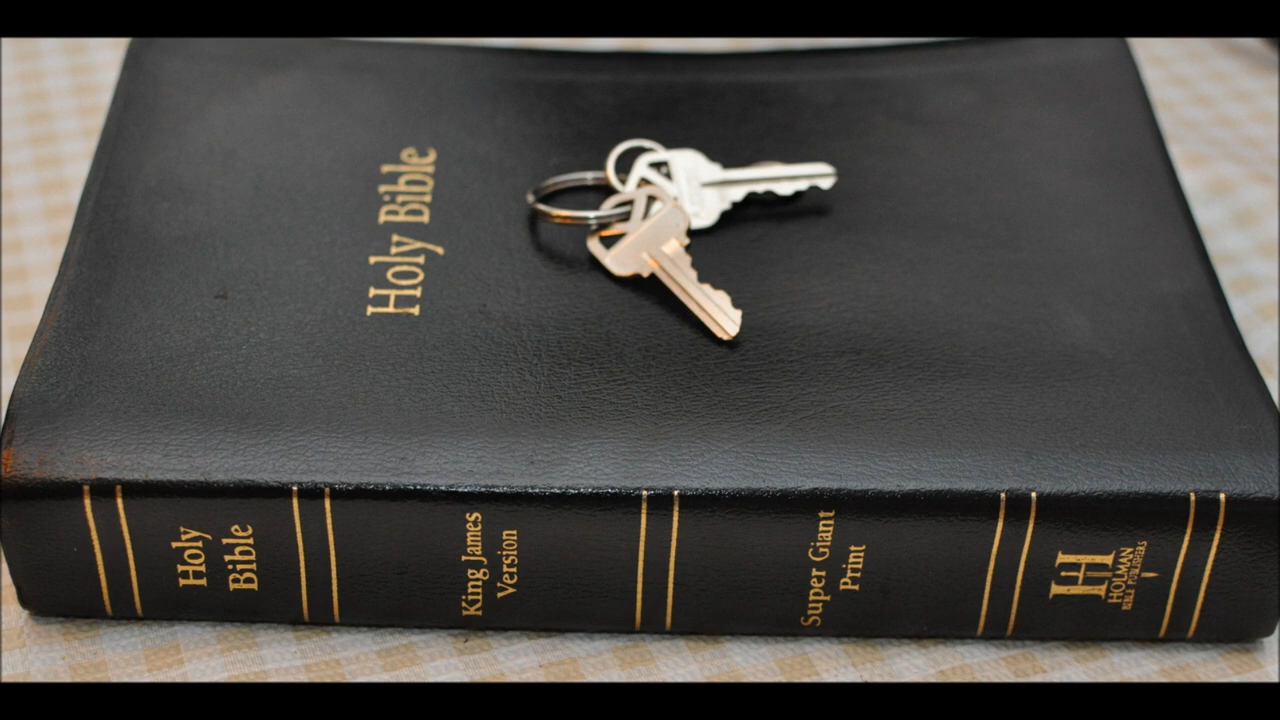 Holy Bible
Holy
Bible
King James
Version
Super Giant
Print
HOLMAN
BIBLE PUBLISHERS